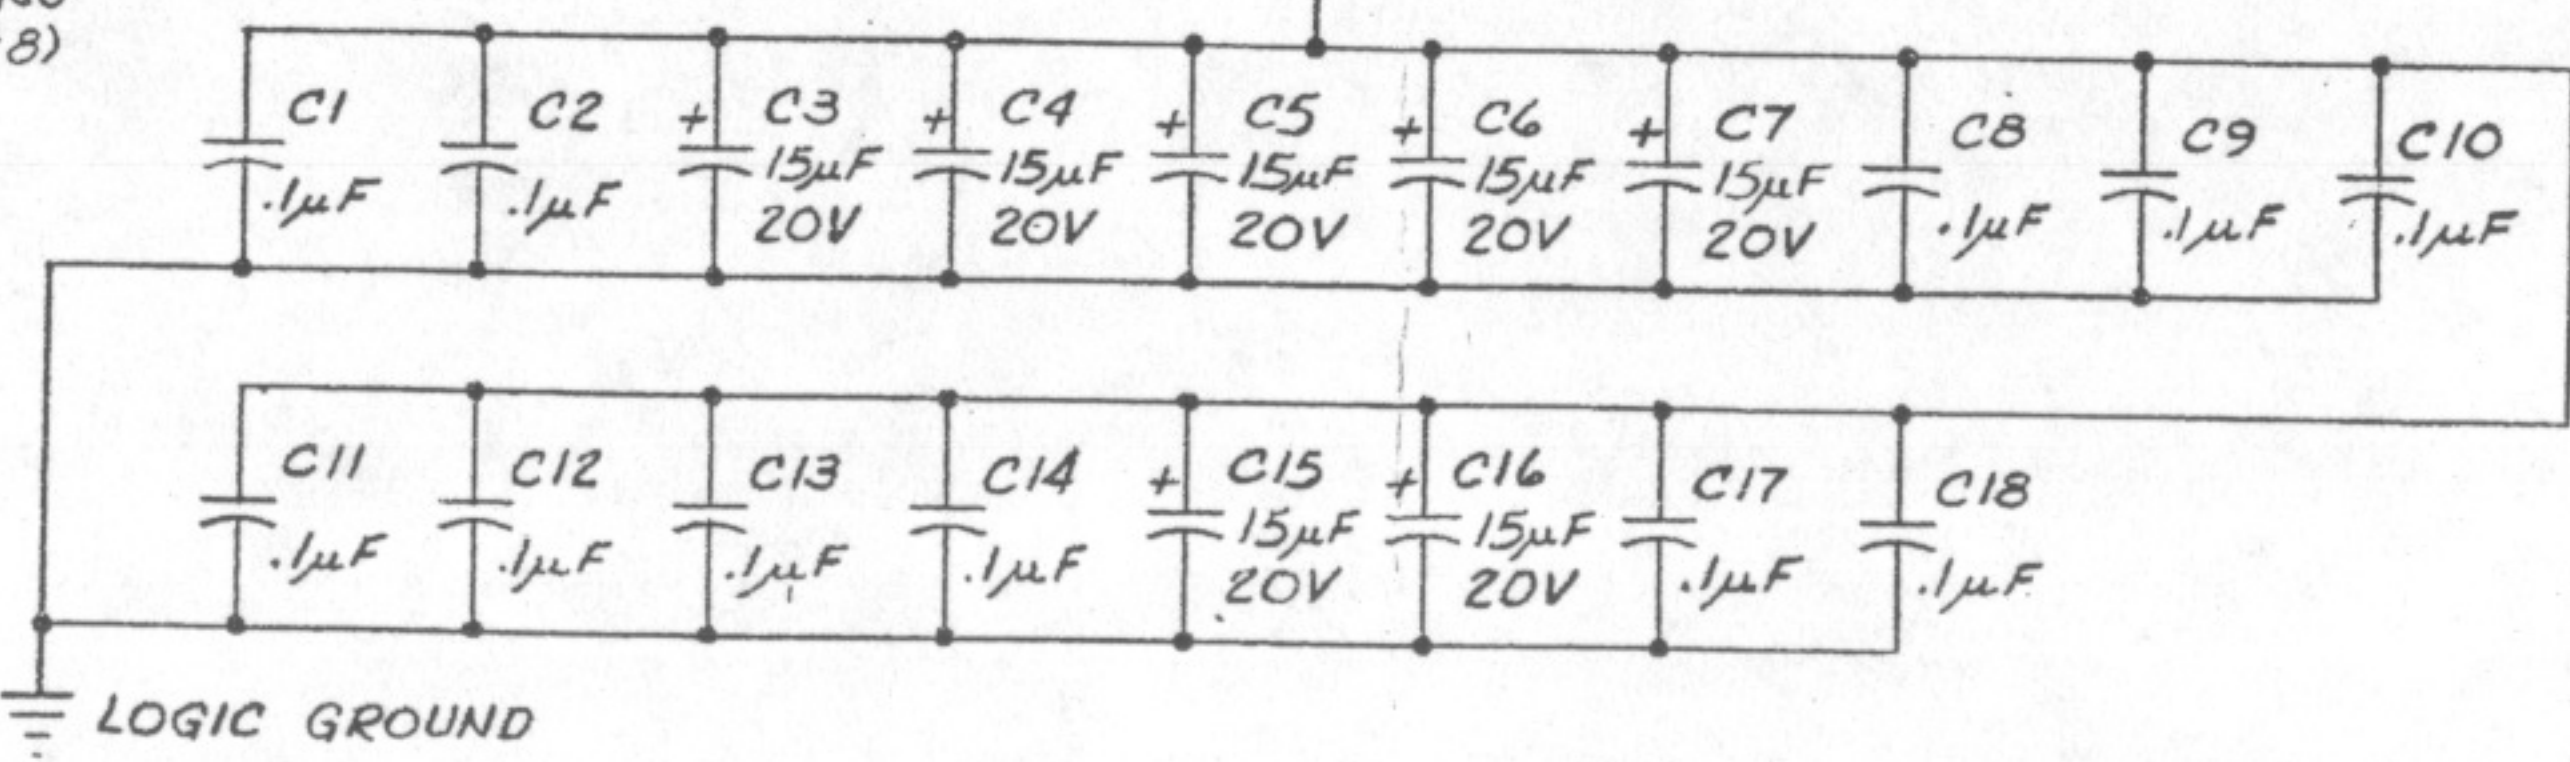 8)
C1
.1µF
C2
.1µF
+ C3
15µF
20V
+ C4
15µF
20V
+ C5
15µF
20V
+ C6
15µF
20V
+ C7
15µF
20V
C8
.1µF
C9
.1µF
C10
.1µF
C11
.1µF
C12
.1µF
C13
.1µF
C14
.1µF
+ C15
15µF
20V
+ C16
15µF
20V
C17
.1µF
C18
.1µF
LOGIC GROUND